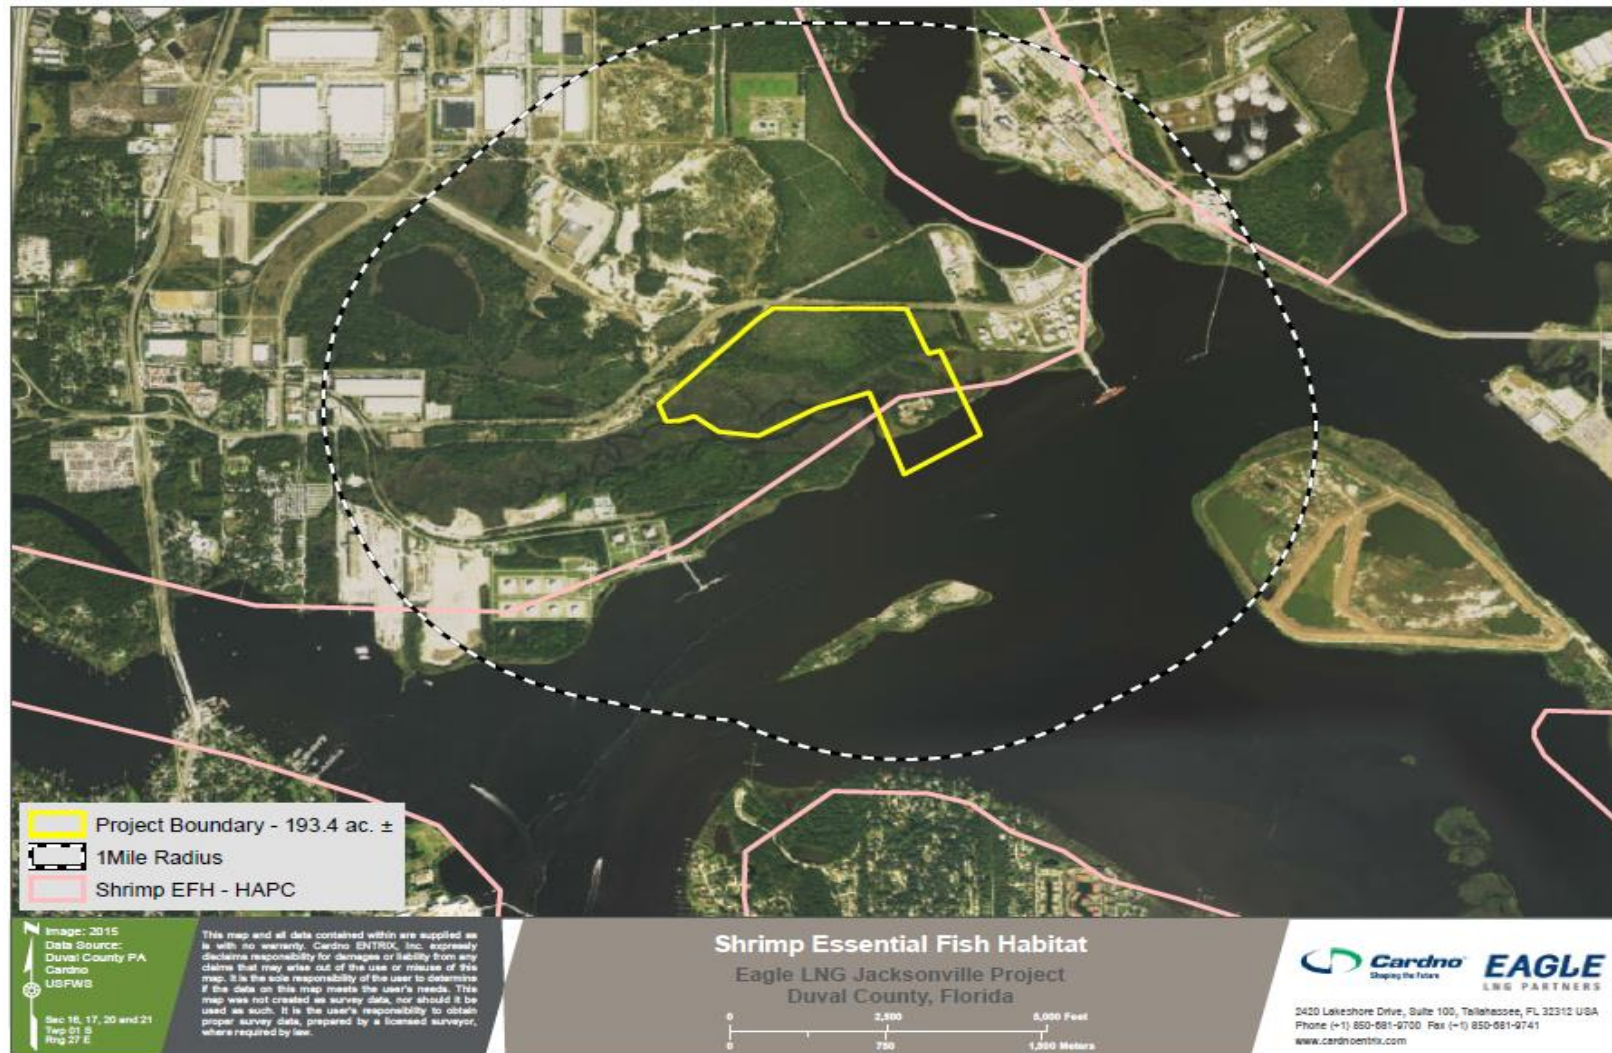 Project Boundary - 193.4 ac. ±
1Mile Radius
Shrimp EFH - HAPC
N
Image: 2015
Data Source:
Duval County PA
Cardno
USFWS
Sec 16, 17, 20 and 21
Twp 01 S
Rng 27 E
This map and all data contained within are supplied as
is with no warranty. Cardno ENTRIX, Inc. expressly
disclaims responsibility for damages or liability from any
claims that may arise out of the use or misuse of this
map. It is the sole responsibility of the user to determine
if the data on this map meets the user's needs. This
map was not created as survey data, nor should it be
used as such. It is the user's responsibility to obtain
proper survey data, prepared by a licensed surveyor,
where required by law.
Shrimp Essential Fish Habitat
Eagle LNG Jacksonville Project
Duval County, Florida
0 2,500 5,000 Feet
0 750 1,500 Meters
Cardno
Shaping the Future
EAGLE
LNG PARTNERS
2420 Lakeshore Drive, Suite 100, Tallahassee, FL 32312 USA
Phone (+1) 850-681-9700 Fax (+1) 850-681-9741
www.cardnoentrix.com